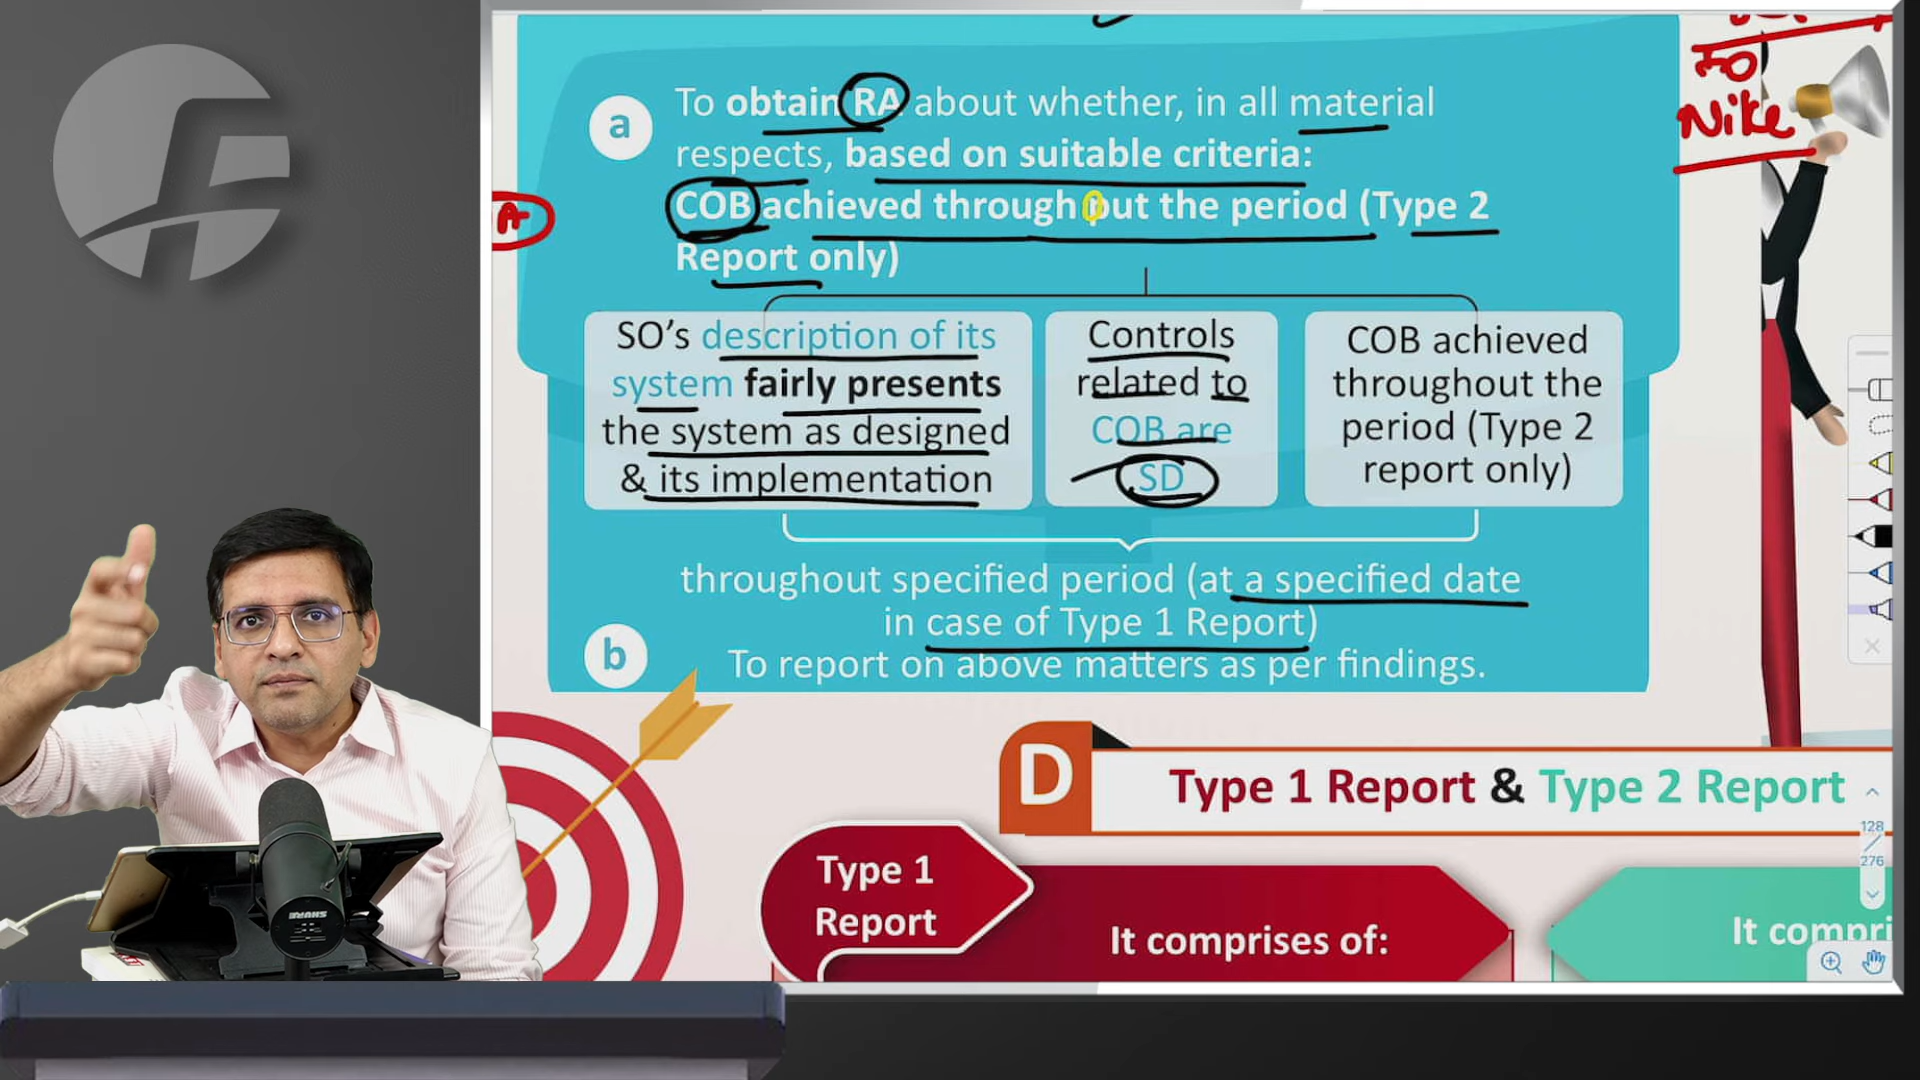 To
Nike
a
To obtain RA about whether, in all material
respects, based on suitable criteria:
A
COB achieved throughout the period (Type 2
Report only)
SO’s description of its
system fairly presents
the system as designed
& its implementation
Controls
related to
COB are
SD
COB achieved
throughout the
period (Type 2
report only)
throughout specified period (at a specified date
in case of Type 1 Report)
b
To report on above matters as per findings.
D
Type 1 Report & Type 2 Report
128
276
Type 1
Report
It comprises of:
It compri
SHURE